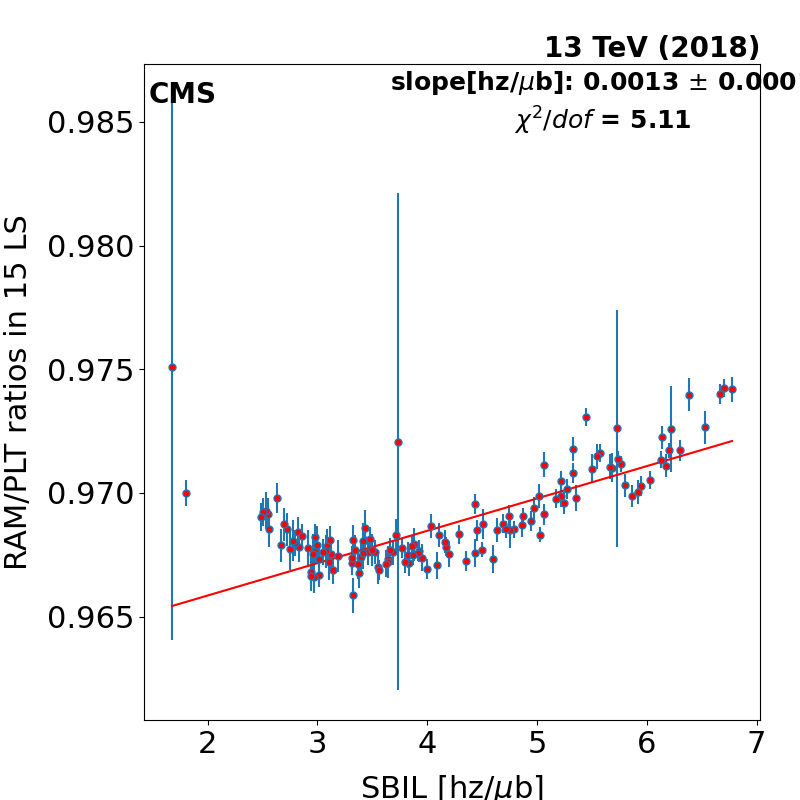 13 TeV (2018)
CMS
slope[hz/μb]: 0.0013 ± 0.000
χ²/dof = 5.11
RAM/PLT ratios in 15 LS
0.985
0.980
0.975
0.970
0.965
2 3 4 5 6 7
SBIL [hz/μb]